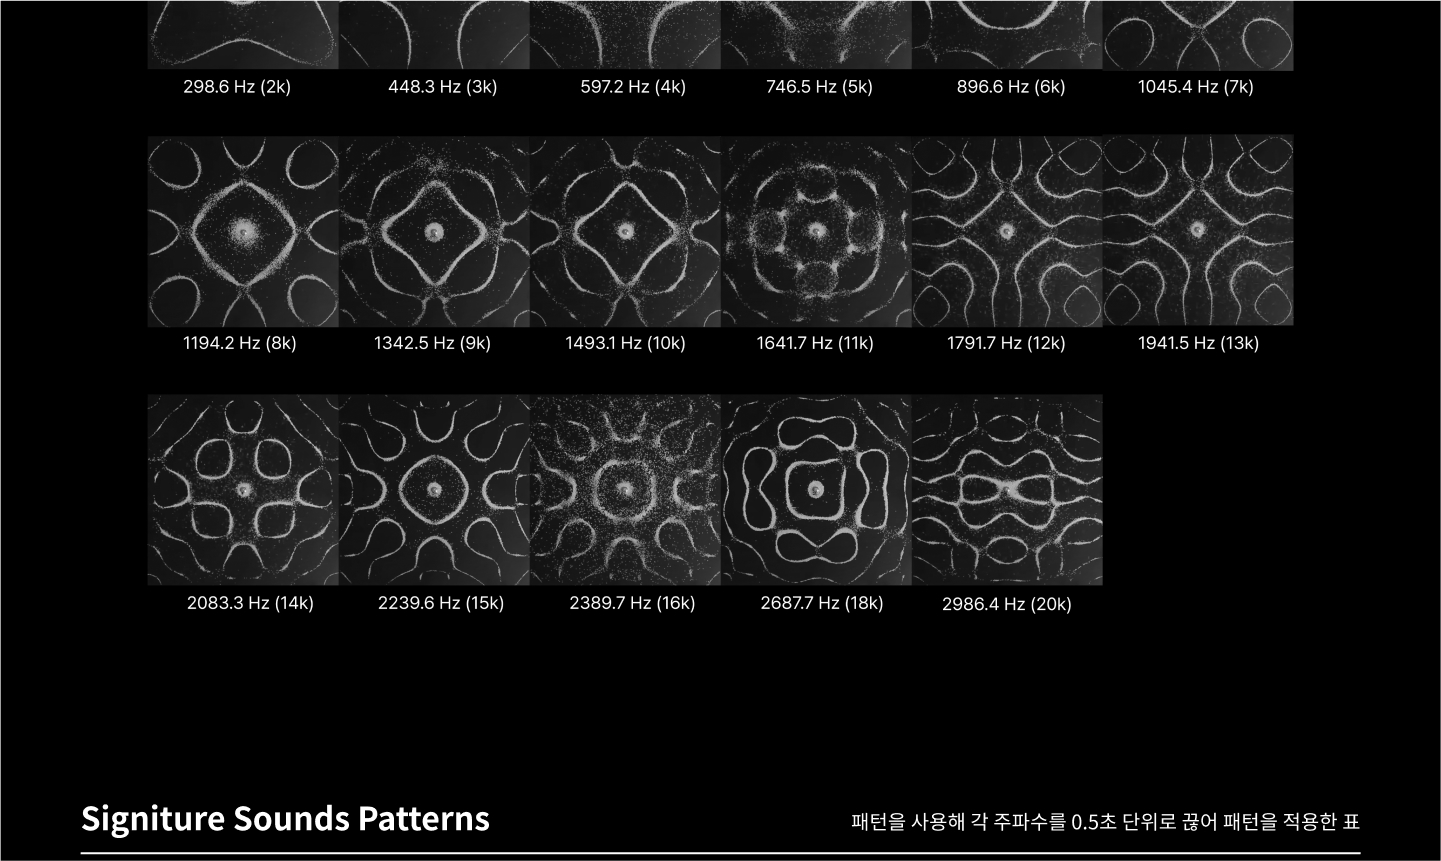 298.6 Hz (2k) 448.3 Hz (3k) 597.2 Hz (4k) 746.5 Hz (5k) 896.6 Hz (6k) 1045.4 Hz (7k)
1194.2 Hz (8k) 1342.5 Hz (9k) 1493.1 Hz (10k) 1641.7 Hz (11k) 1791.7 Hz (12k) 1941.5 Hz (13k)
2083.3 Hz (14k) 2239.6 Hz (15k) 2389.7 Hz (16k) 2687.7 Hz (18k) 2986.4 Hz (20k)
Signiture Sounds Patterns
패턴을 사용해 각 주파수를 0.5초 단위로 끊어 패턴을 적용한 표